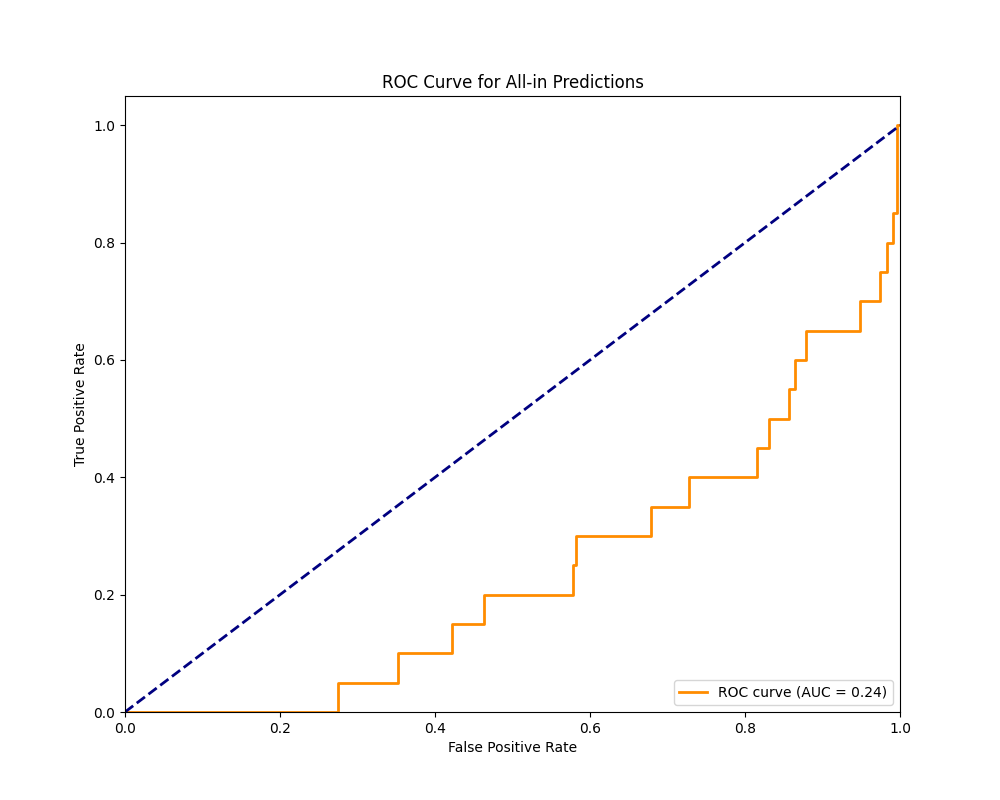 ROC Curve for All-in Predictions
1.0
0.8
0.6
0.4
0.2
0.0
True Positive Rate
ROC curve (AUC = 0.24)
0.0 0.2 0.4 0.6 0.8 1.0
False Positive Rate